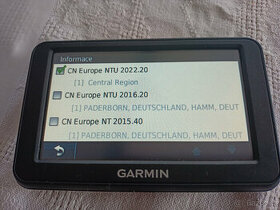 Informace
CN Europe NTU 2022.20
[1] Central Region
CN Europe NTU 2016.20
[1] PADERBORN, DEUTSCHLAND, HAMM, DEUT
CN Europe NT 2015.40
[1] PADERBORN, DEUTSCHLAND, HAMM, DEUT
GARMIN